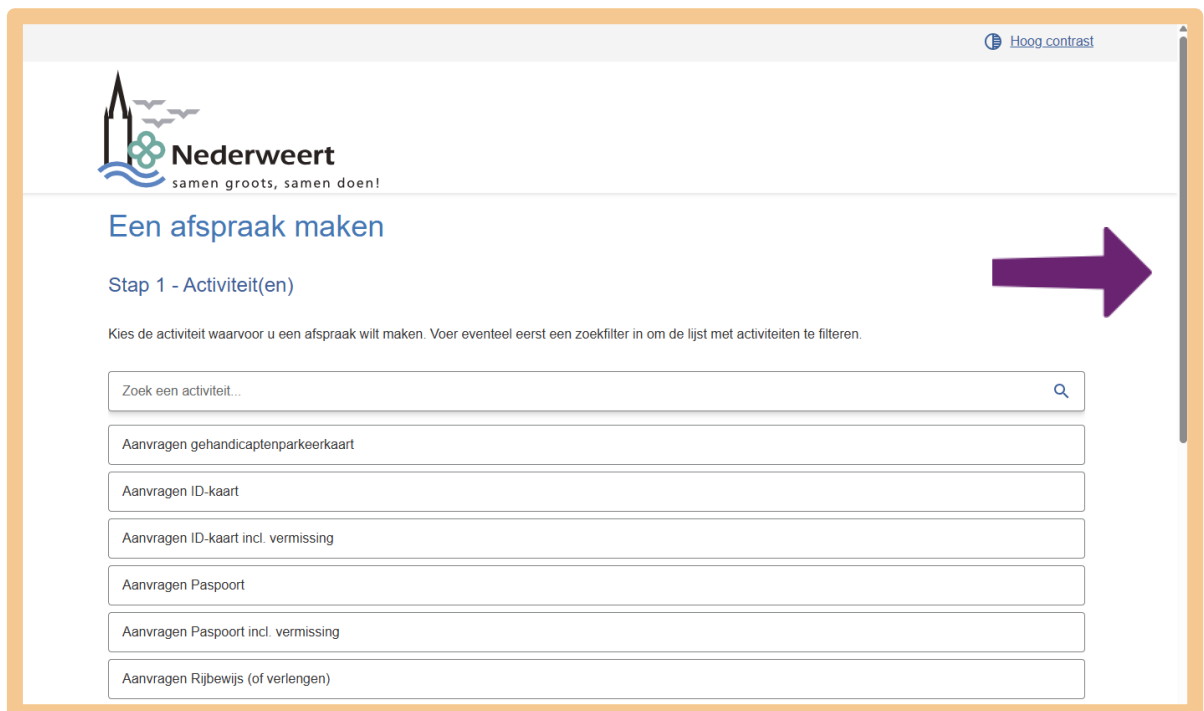 Hoog contrast
Nederweert
samen groots, samen doen!
Een afspraak maken
Stap 1 - Activiteit(en)
Kies de activiteit waarvoor u een afspraak wilt maken. Voer eventueel eerst een zoekfilter in om de lijst met activiteiten te filteren.
Zoek een activiteit...
Aanvragen gehandicaptenparkeerkaart
Aanvragen ID-kaart
Aanvragen ID-kaart incl. vermissing
Aanvragen Paspoort
Aanvragen Paspoort incl. vermissing
Aanvragen Rijbewijs (of verlengen)